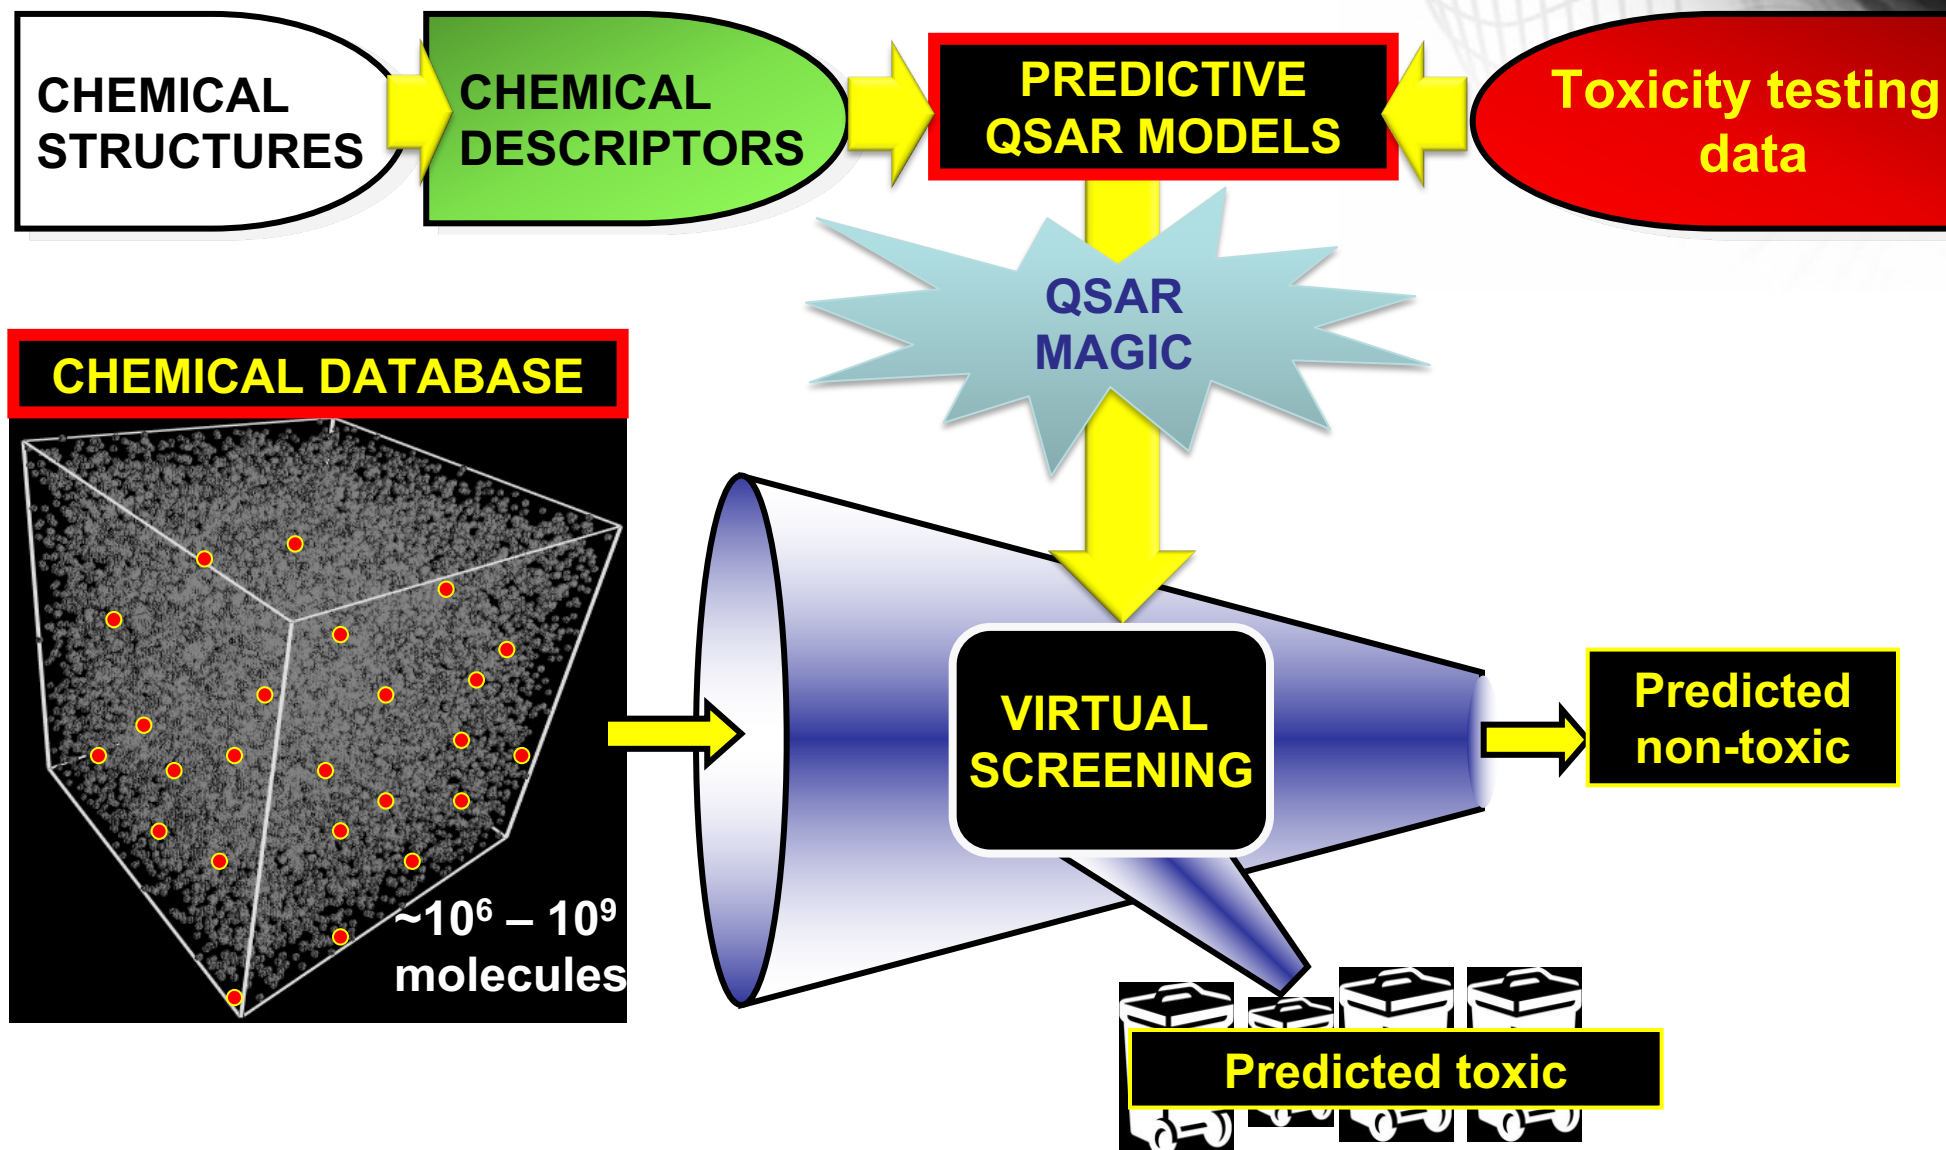 CHEMICAL
STRUCTURES
CHEMICAL
DESCRIPTORS
PREDICTIVE
QSAR MODELS
Toxicity testing
data
QSAR
MAGIC
CHEMICAL DATABASE
~10⁶ – 10⁹
molecules
VIRTUAL
SCREENING
Predicted
non-toxic
Predicted toxic